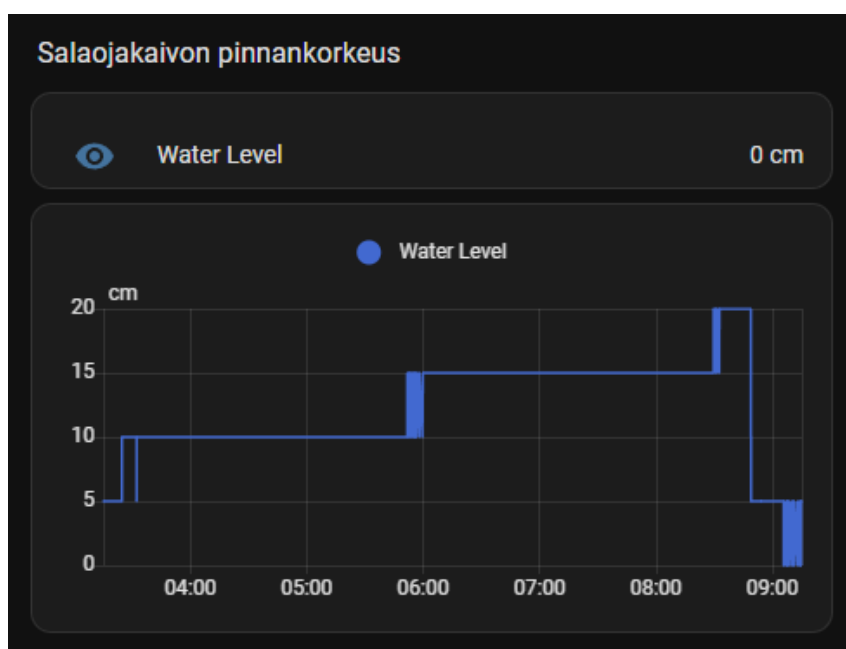 Salaojakaivon pinnankorkeus
Water Level 0 cm
Water Level
cm
20
15
10
5
0
04:00 05:00 06:00 07:00 08:00 09:00